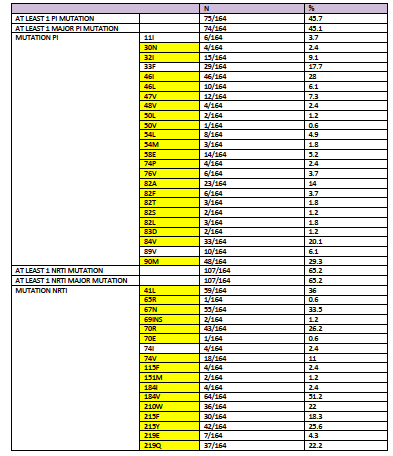 N %
AT LEAST 1 PI MUTATION 75/164 45.7
AT LEAST 1 MAJOR PI MUTATION 74/164 45.1
MUTATION PI 11I 6/164 3.7
30N 4/164 2.4
32I 15/164 9.1
33F 29/164 17.7
46I 46/164 28
46L 10/164 6.1
47V 12/164 7.3
48V 4/164 2.4
50L 2/164 1.2
50V 1/164 0.6
54L 8/164 4.9
54M 3/164 1.8
58E 14/164 5.2
74P 4/164 2.4
76V 6/164 3.7
82A 23/164 14
82F 6/164 3.7
82T 3/164 1.8
82S 2/164 1.2
82L 3/164 1.8
83D 2/164 1.2
84V 33/164 20.1
89V 10/164 6.1
90M 48/164 29.3
AT LEAST 1 NRTI MUTATION 107/164 65.2
AT LEAST 1 NRTI MAJOR MUTATION 107/164 65.2
MUTATION NRTI 41L 59/164 36
65R 1/164 0.6
67N 55/164 33.5
69INS 2/164 1.2
70R 43/164 26.2
70E 1/164 0.6
74I 4/164 2.4
74V 18/164 11
115F 4/164 2.4
151M 2/164 1.2
184I 4/164 2.4
184V 64/164 51.2
210W 36/164 22
215F 30/164 18.3
215Y 42/164 25.6
219E 7/164 4.3
219Q 37/164 22.2